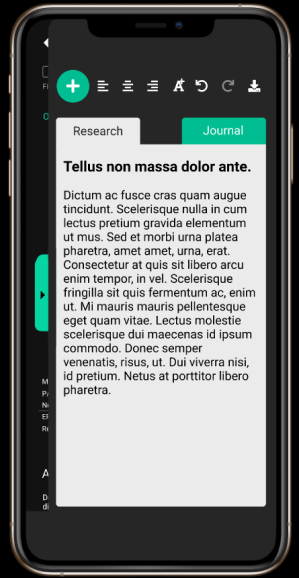 Research
Journal
Tellus non massa dolor ante.
Dictum ac fusce cras quam augue
tincidunt. Scelerisque nulla in cum
lectus pretium gravida elementum
ut mus. Sed et morbi urna platea
pharetra, amet amet, urna, erat.
Consectetur at quis sit libero arcu
enim tempor, in vel. Scelerisque
fringilla sit quis fermentum ac, enim
ut. Mi mauris mauris pellentesque
eget quam vitae. Lectus molestie
scelerisque dui maecenas id ipsum
commodo. Donec semper
venenatis, risus, ut. Dui viverra nisi,
id pretium. Netus at porttitor libero
pharetra.